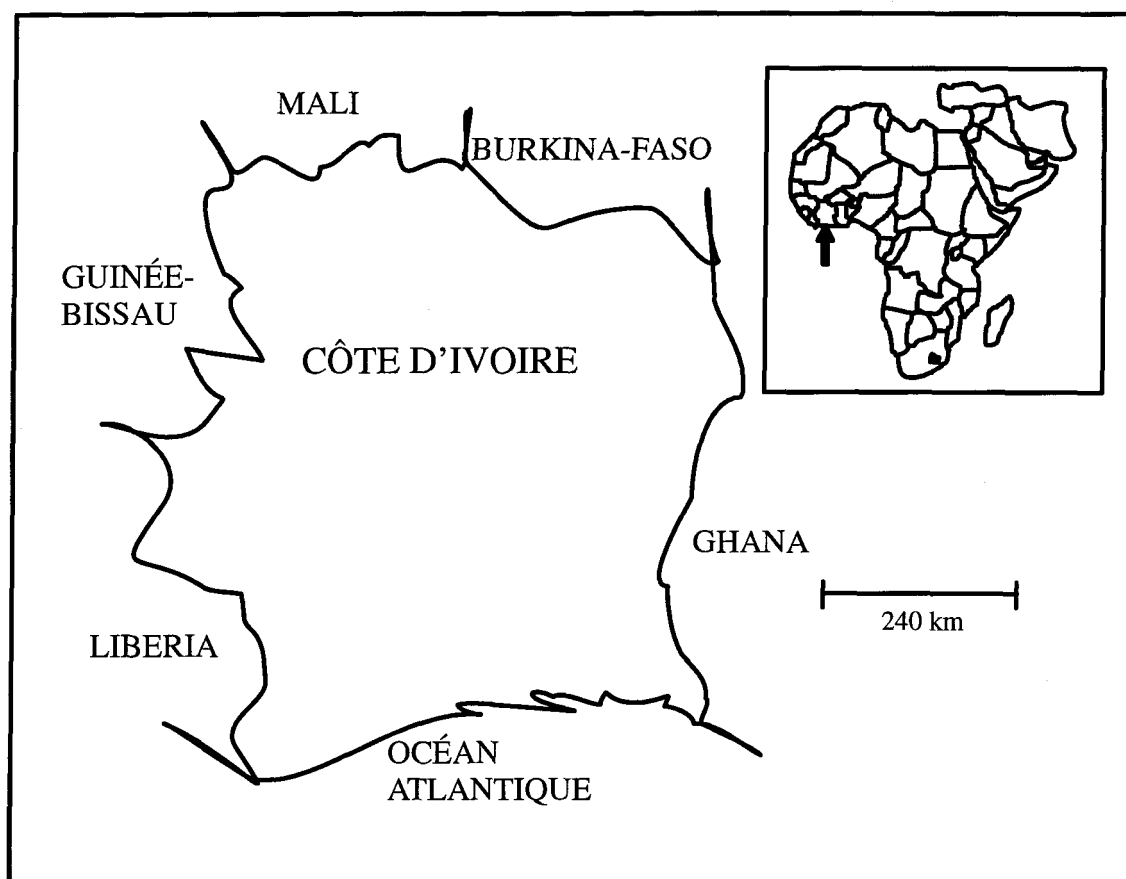 MALI
BURKINA-FASO
GUINÉE-
BISSAU
CÔTE D'IVOIRE
GHANA
240 km
LIBERIA
OCÉAN
ATLANTIQUE